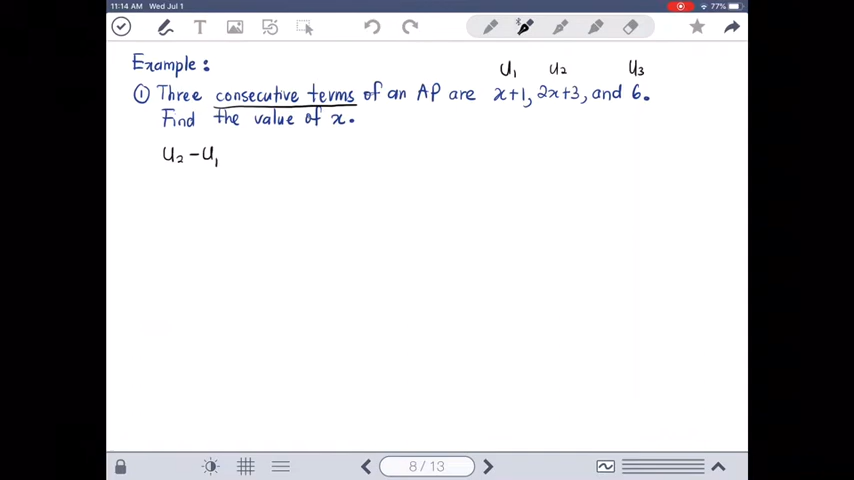 11:14 AM Wed Jul 1
77%
T
Example:
U1 U2 U3
① Three consecutive terms of an AP are x+1, 2x+3, and 6.
Find the value of x.
U2 - U1
8 / 13